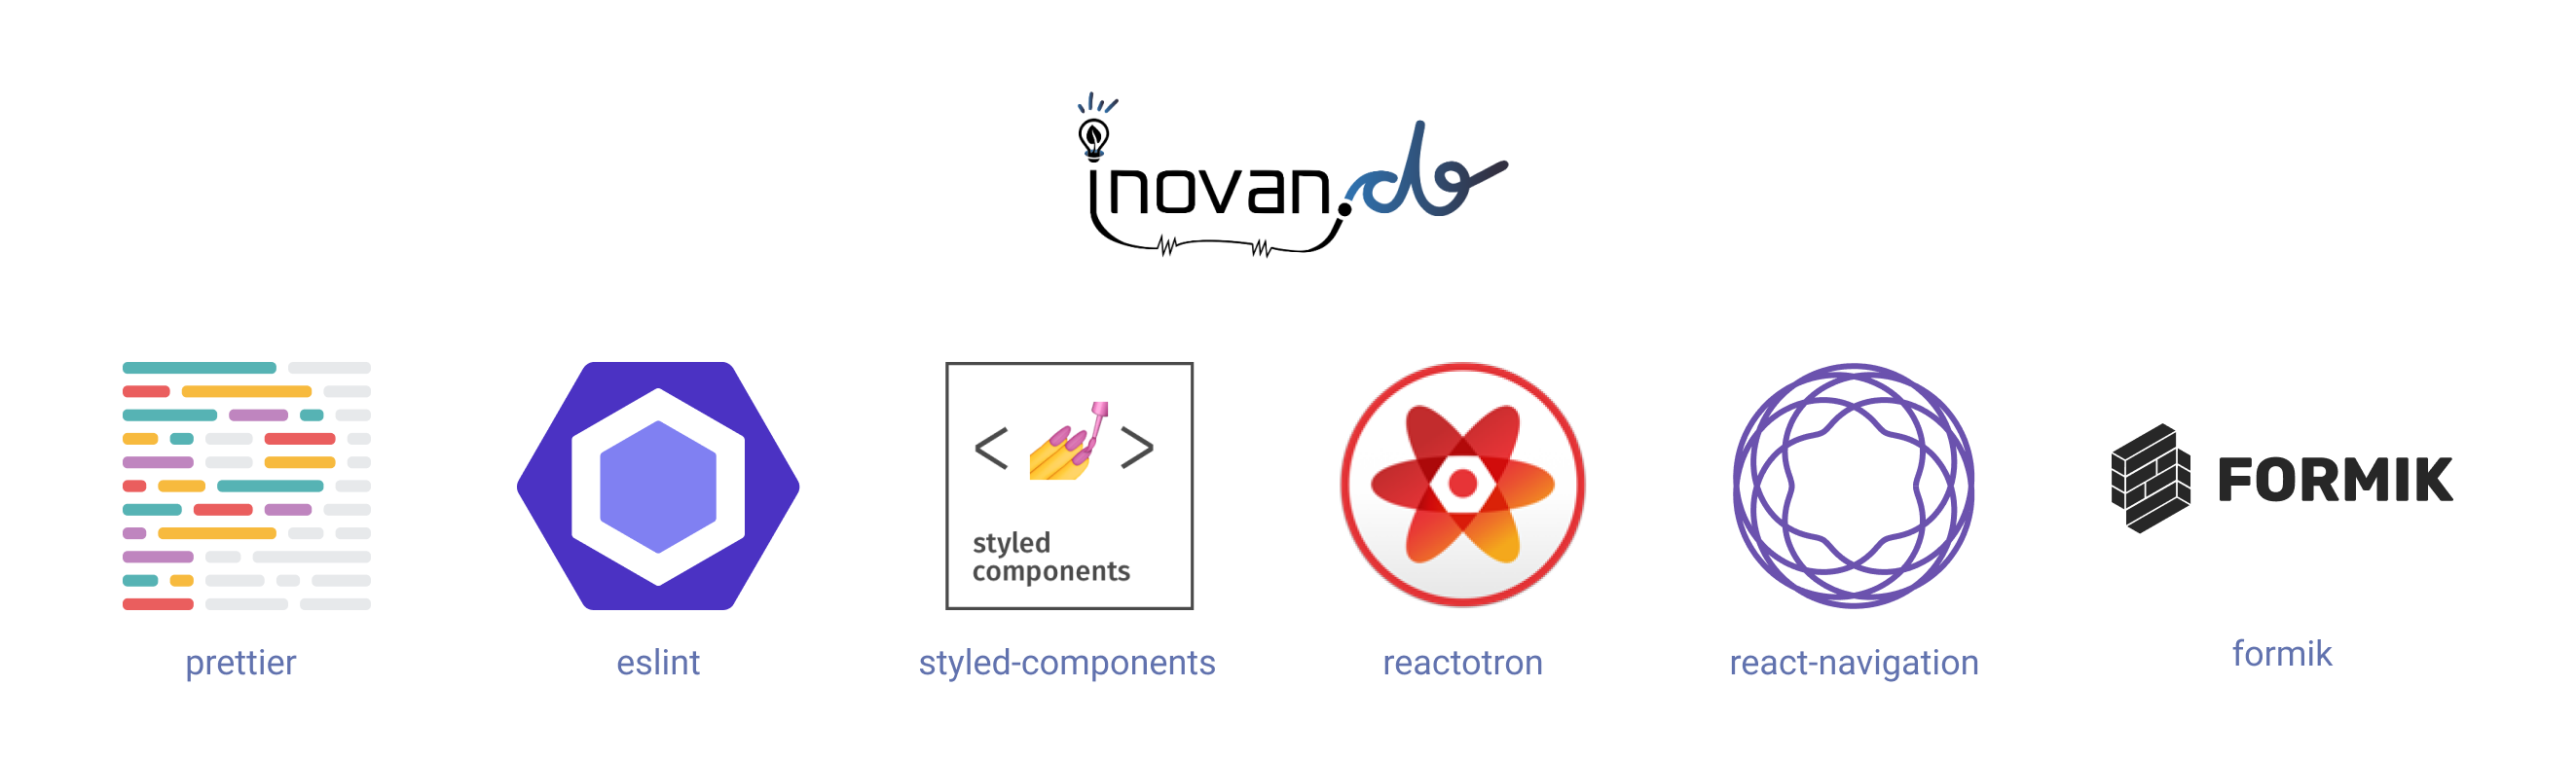 inovan.do
styled
components
FORMIK
prettier
eslint
styled-components
reactotron
react-navigation
formik